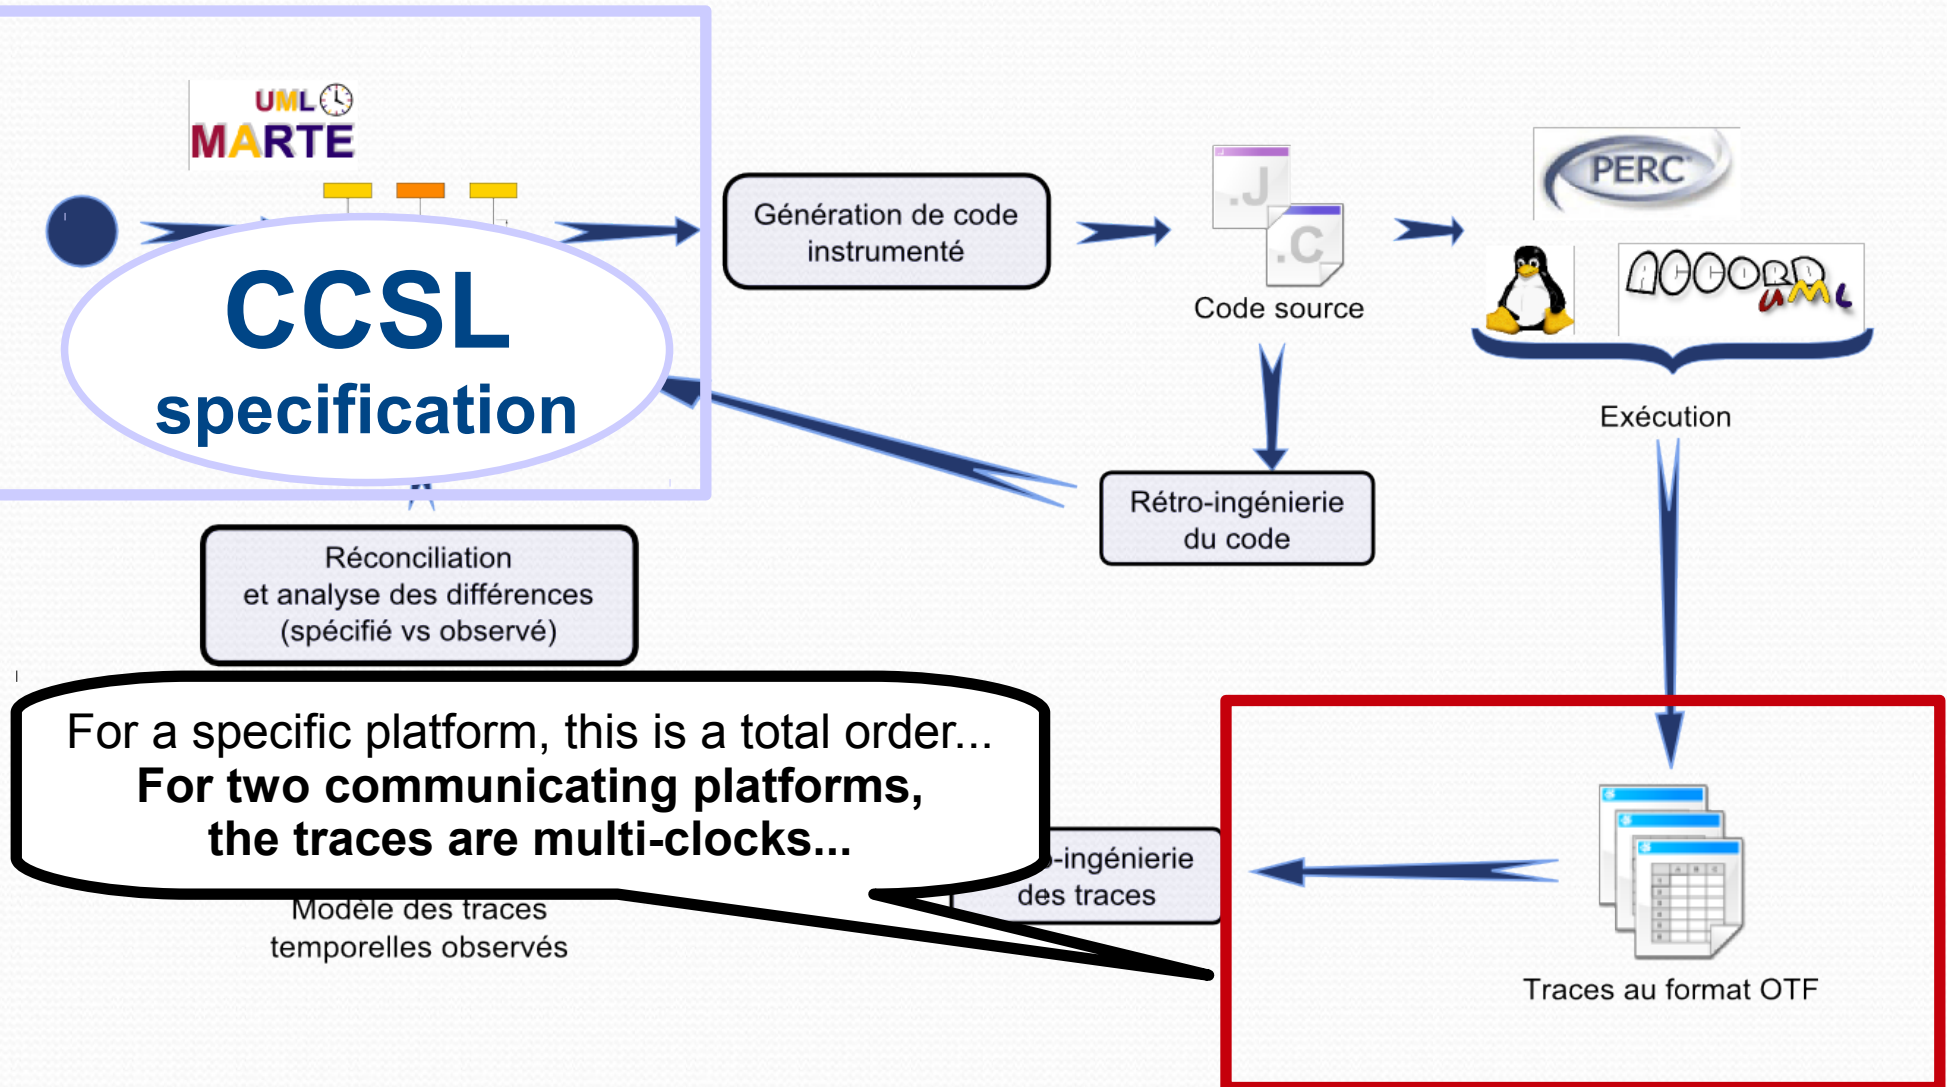 UML
MARTE
CCSL
specification
Génération de code
instrumenté
.J
.C
Code source
PERC
ACCORD
UML
Exécution
Rétro-ingénierie
du code
Réconciliation
et analyse des différences
(spécifié vs observé)
For a specific platform, this is a total order...
For two communicating platforms,
the traces are multi-clocks...
-ingénierie
des traces
Modèle des traces
temporelles observés
Traces au format OTF